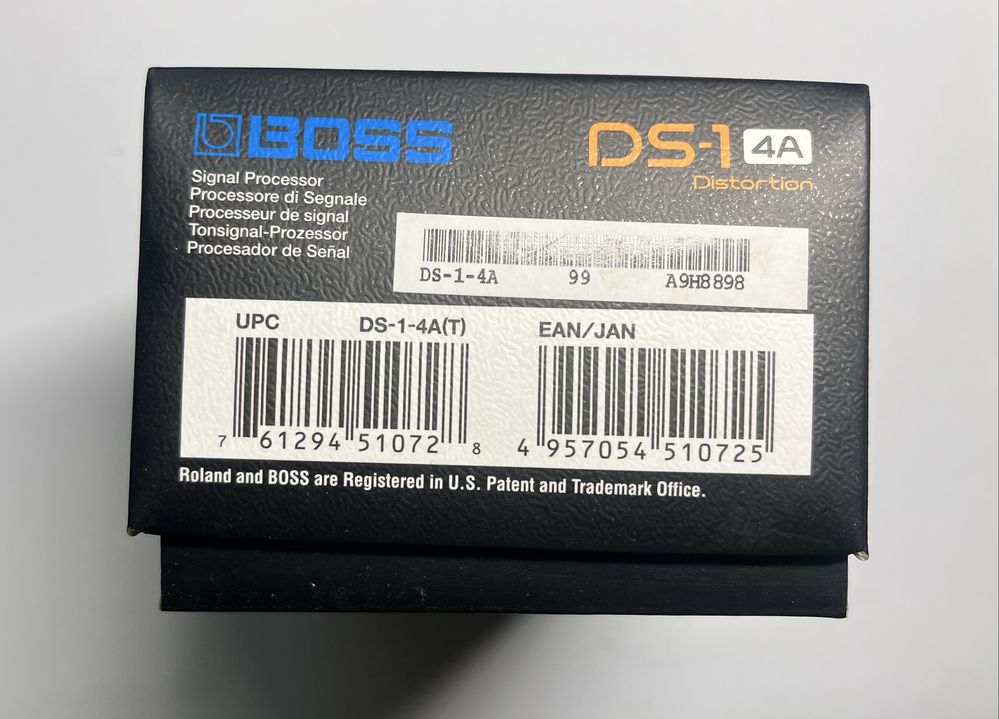 BOSS
DS-1 4A
Distortion
Signal Processor
Processore di Segnale
Processeur de signal
Tonsignal-Prozessor
Procesador de Señal
DS-1-4A 99 A9H8898
UPC DS-1-4A(T) EAN/JAN
7 61294 51072 8 4 957054 510725
Roland and BOSS are Registered in U.S. Patent and Trademark Office.